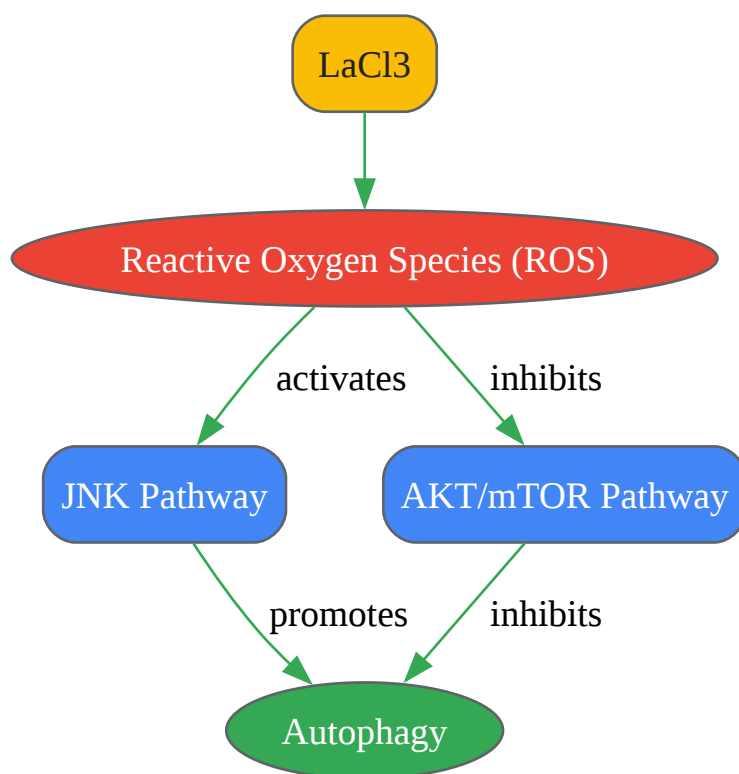 LaCl3
Reactive Oxygen Species (ROS)
activates
inhibits
JNK Pathway
AKT/mTOR Pathway
promotes
inhibits
Autophagy